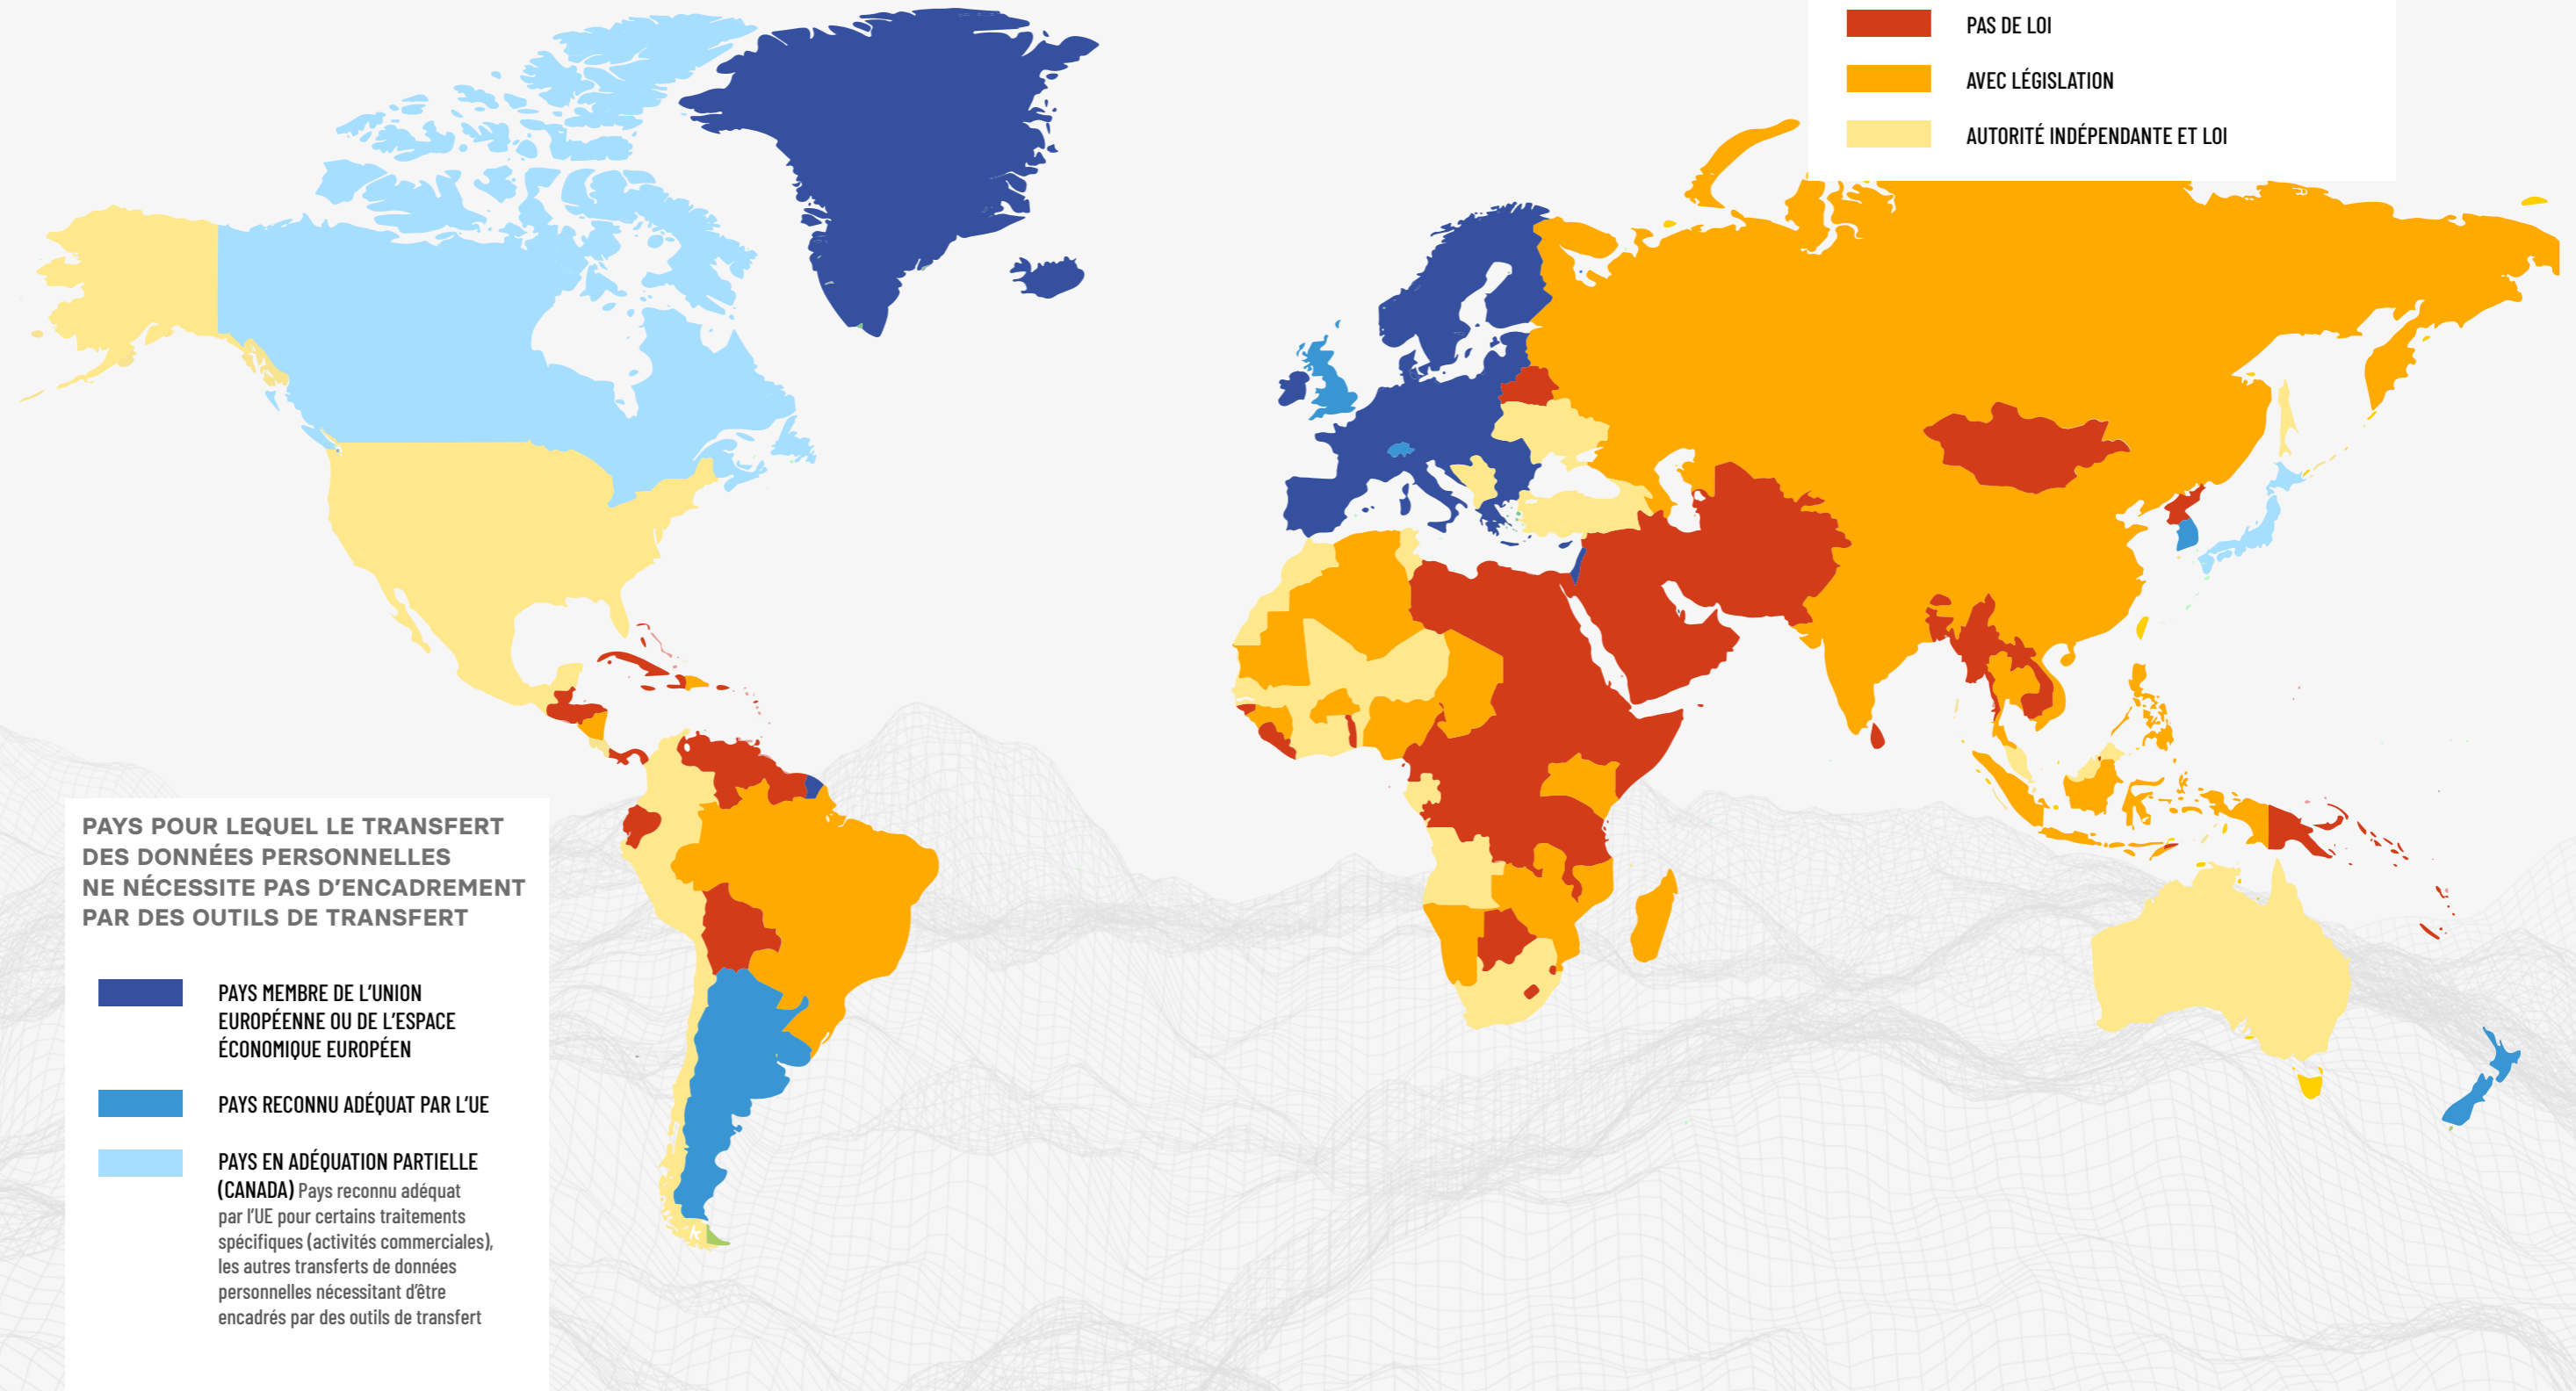 PAS DE LOI
AVEC LÉGISLATION
AUTORITÉ INDÉPENDANTE ET LOI
PAYS POUR LEQUEL LE TRANSFERT
DES DONNÉES PERSONNELLES
NE NÉCESSITE PAS D’ENCADREMENT
PAR DES OUTILS DE TRANSFERT
PAYS MEMBRE DE L’UNION
EUROPÉENNE OU DE L’ESPACE
ÉCONOMIQUE EUROPÉEN
PAYS RECONNU ADÉQUAT PAR L’UE
PAYS EN ADÉQUATION PARTIELLE
(CANADA) Pays reconnu adéquat
par l’UE pour certains traitements
spécifiques (activités commerciales),
les autres transferts de données
personnelles nécessitant d’être
encadrés par des outils de transfert